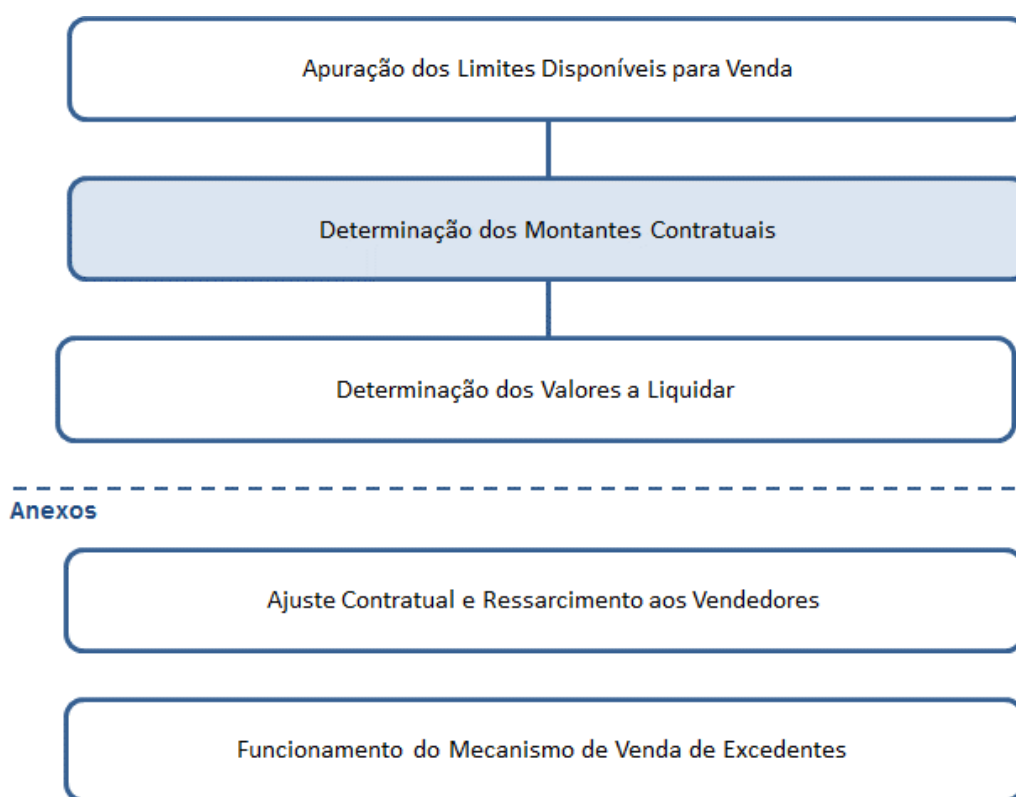 Apuração dos Limites Disponíveis para Venda
Determinação dos Montantes Contratuais
Determinação dos Valores a Liquidar
Anexos
Ajuste Contratual e Ressarcimento aos Vendedores
Funcionamento do Mecanismo de Venda de Excedentes